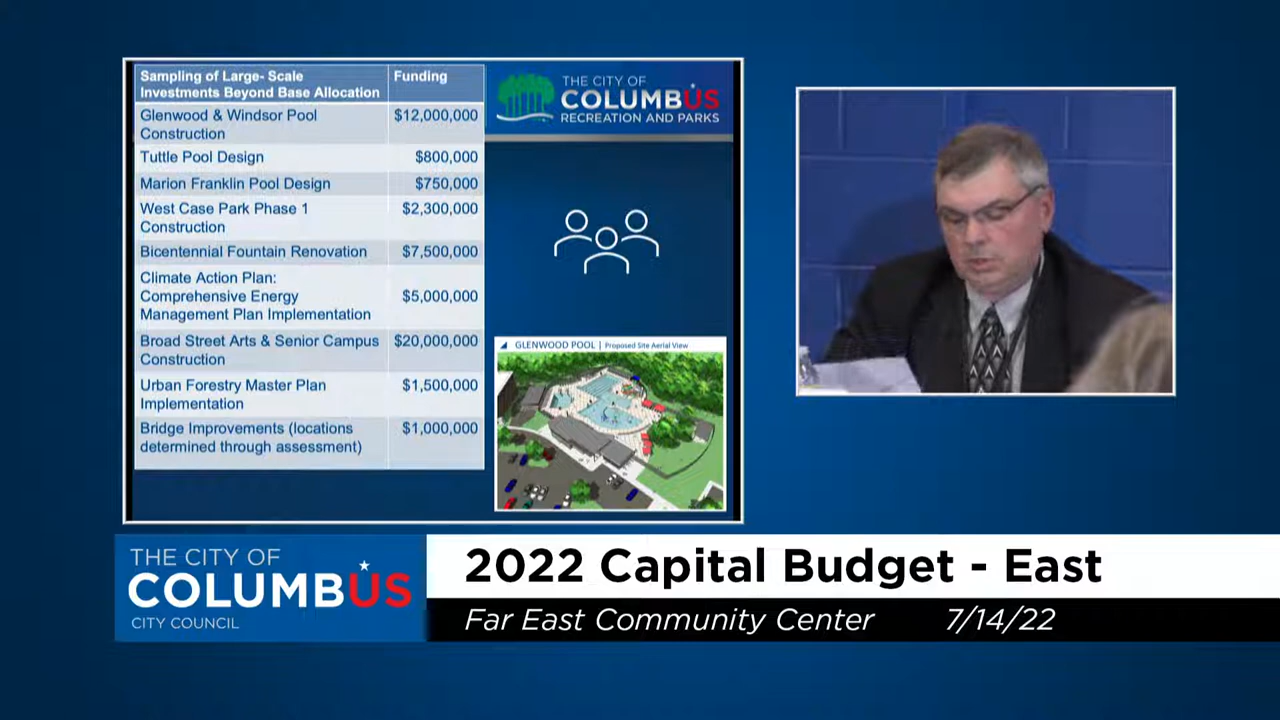 Sampling of Large- Scale
Investments Beyond Base Allocation
Funding
Glenwood & Windsor Pool
Construction
$12,000,000
Tuttle Pool Design
$800,000
Marion Franklin Pool Design
$750,000
West Case Park Phase 1
Construction
$2,300,000
Bicentennial Fountain Renovation
$7,500,000
Climate Action Plan:
Comprehensive Energy
Management Plan Implementation
$5,000,000
Broad Street Arts & Senior Campus
Construction
$20,000,000
Urban Forestry Master Plan
Implementation
$1,500,000
Bridge Improvements (locations
determined through assessment)
$1,000,000
THE CITY OF
COLUMBUS
RECREATION AND PARKS
GLENWOOD POOL | Proposed Site Aerial View
THE CITY OF
COLUMBUS
CITY COUNCIL
2022 Capital Budget - East
Far East Community Center 7/14/22